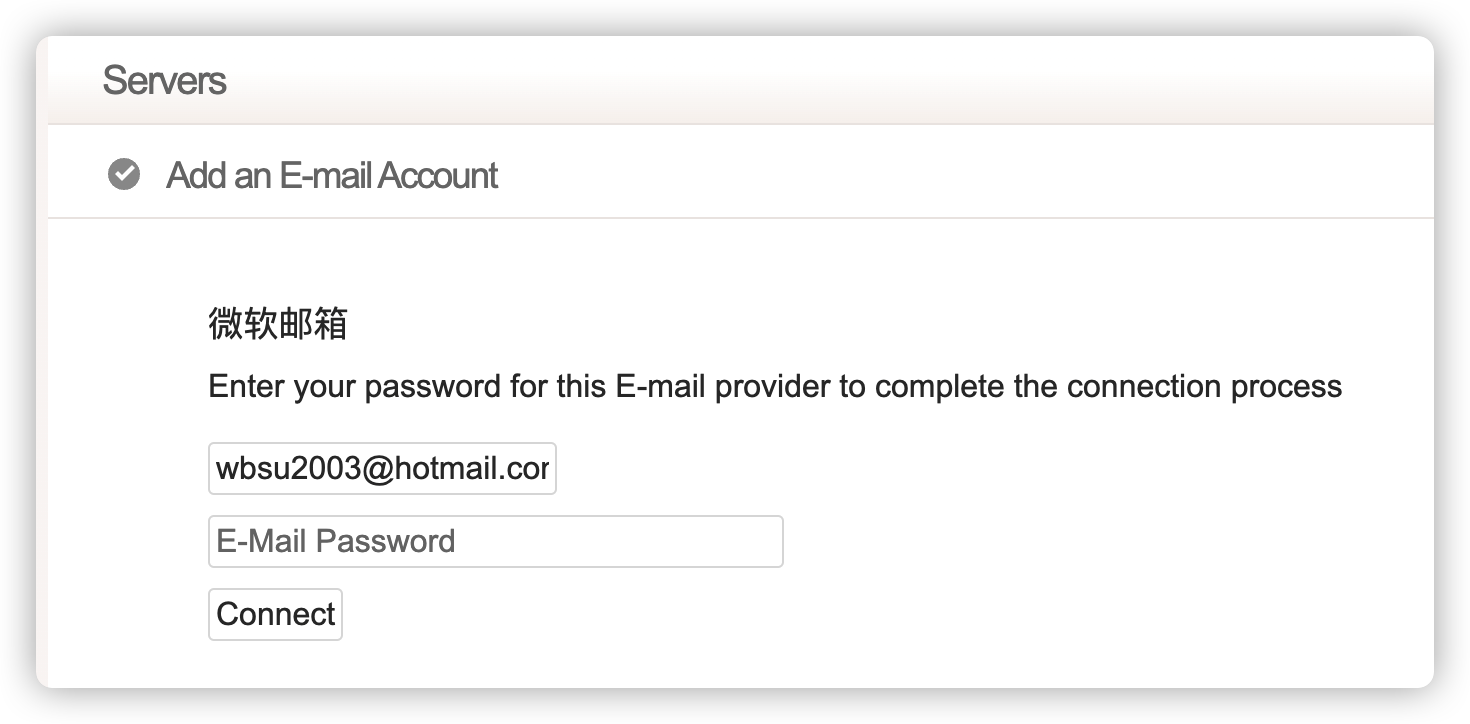 Servers
Add an E-mail Account
微软邮箱
Enter your password for this E-mail provider to complete the connection process
wbsu2003@hotmail.cor
E-Mail Password
Connect